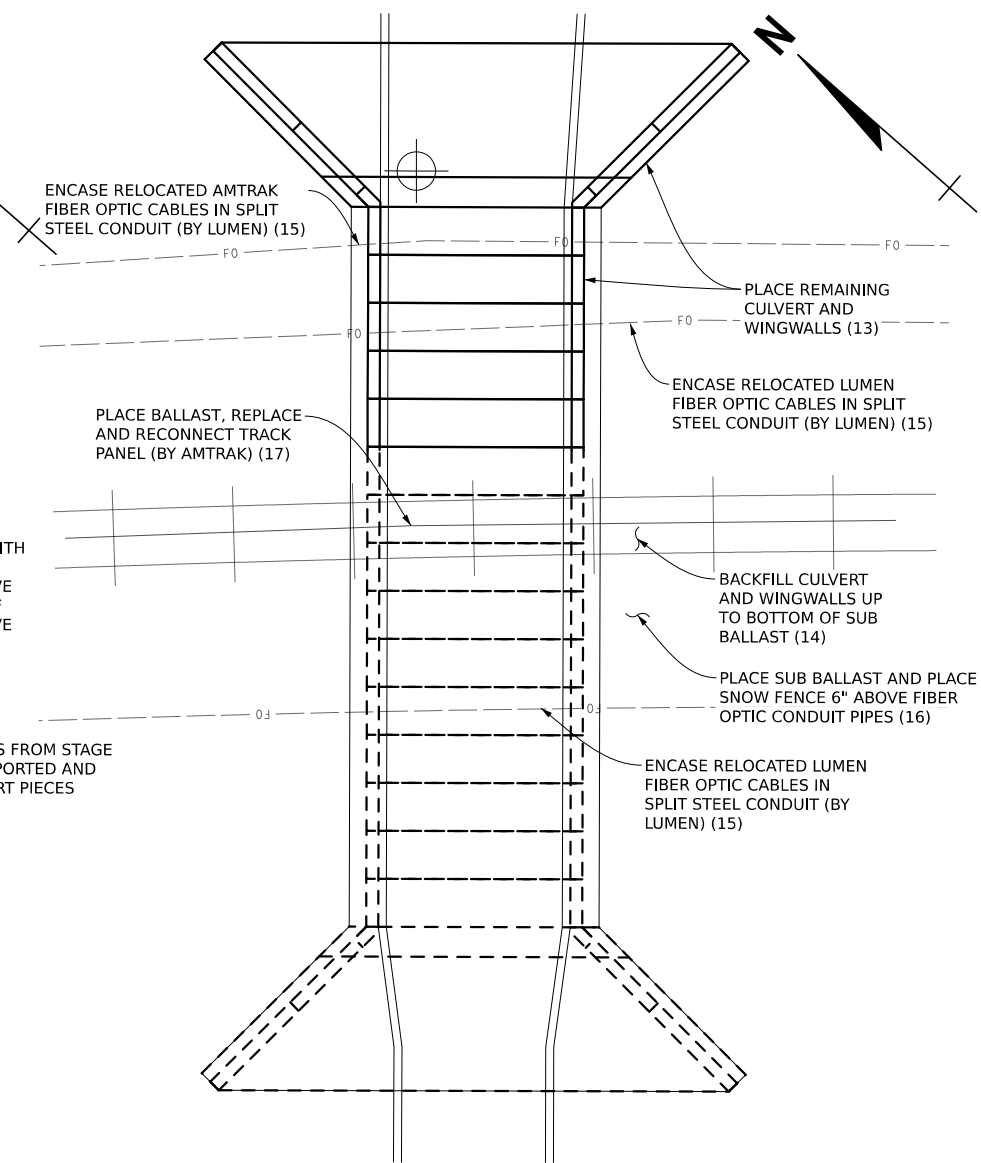 N
ENCASE RELOCATED AMTRAK
FIBER OPTIC CABLES IN SPLIT
STEEL CONDUIT (BY LUMEN) (15)
FO
FO
FO
PLACE REMAINING
CULVERT AND
WINGWALLS (13)
FO
FO
ENCASE RELOCATED LUMEN
FIBER OPTIC CABLES IN SPLIT
STEEL CONDUIT (BY LUMEN) (15)
PLACE BALLAST, REPLACE
AND RECONNECT TRACK
PANEL (BY AMTRAK) (17)
ITH
VE
VE
BACKFILL CULVERT
AND WINGWALLS UP
TO BOTTOM OF SUB
BALLAST (14)
PLACE SUB BALLAST AND PLACE
SNOW FENCE 6" ABOVE FIBER
OPTIC CONDUIT PIPES (16)
FO
FO
S FROM STAGE
PORTED AND
RT PIECES
ENCASE RELOCATED LUMEN
FIBER OPTIC CABLES IN
SPLIT STEEL CONDUIT (BY
LUMEN) (15)